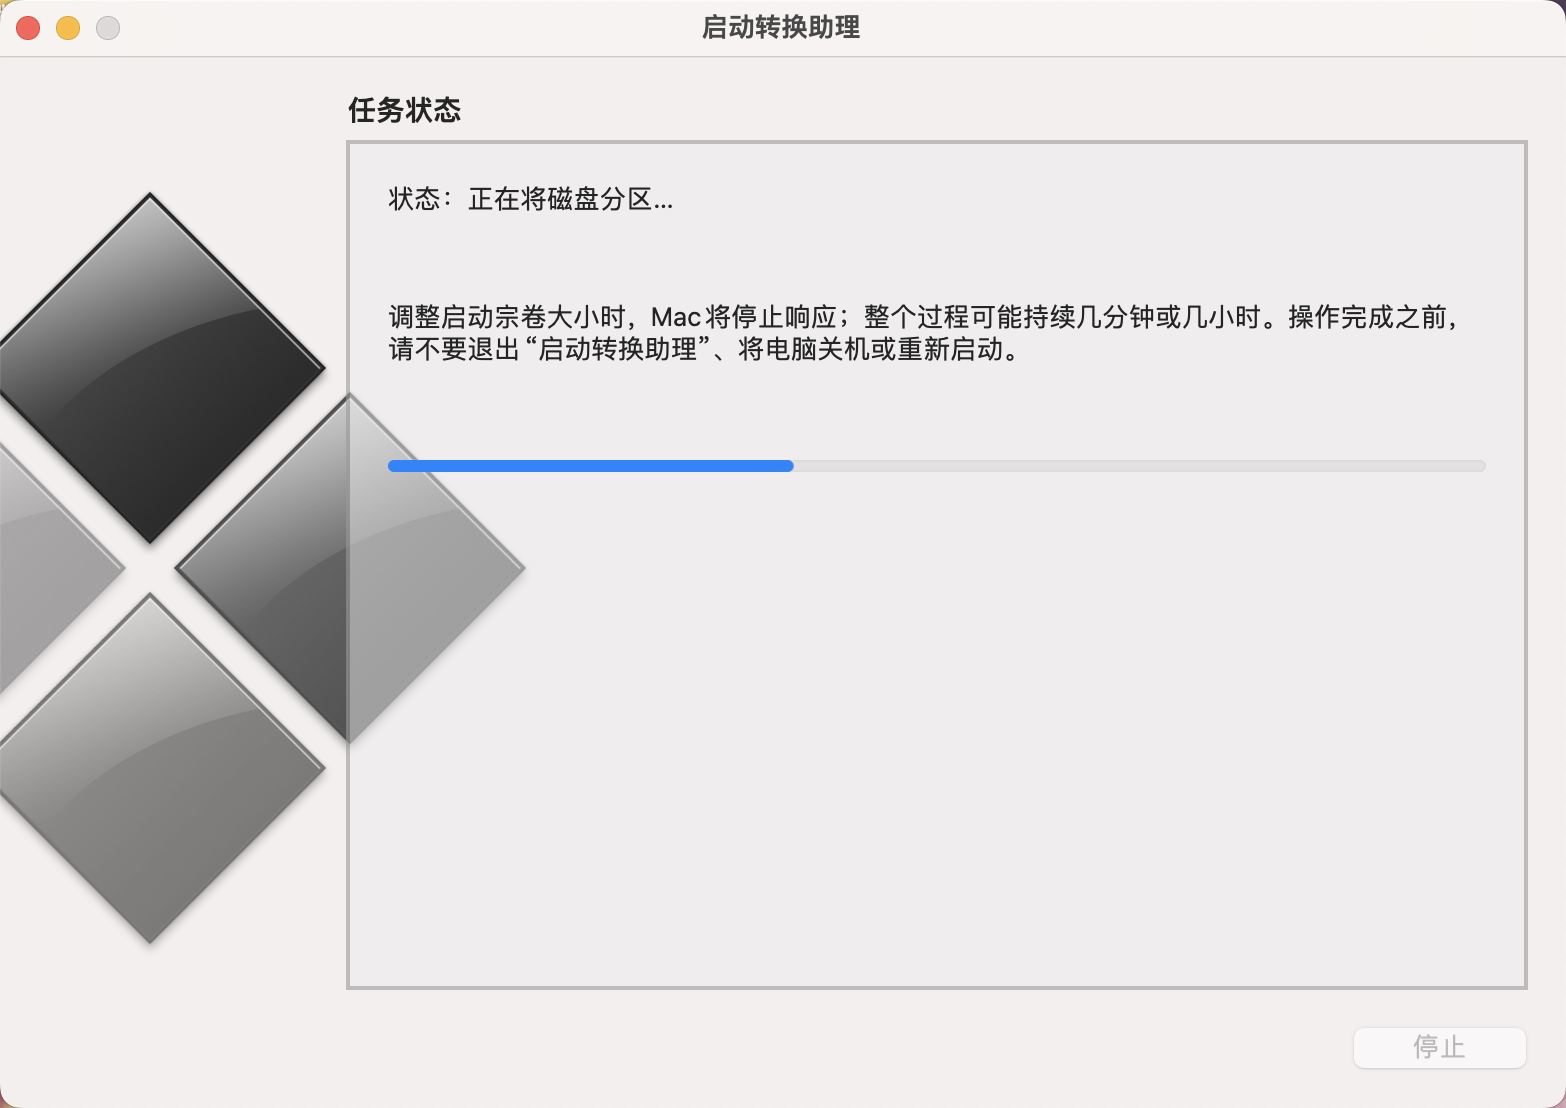 启动转换助理
任务状态
状态：正在将磁盘分区...
调整启动宗卷大小时，Mac将停止响应；整个过程可能持续几分钟或几小时。操作完成之前，
请不要退出“启动转换助理”、将电脑关机或重新启动。
停止